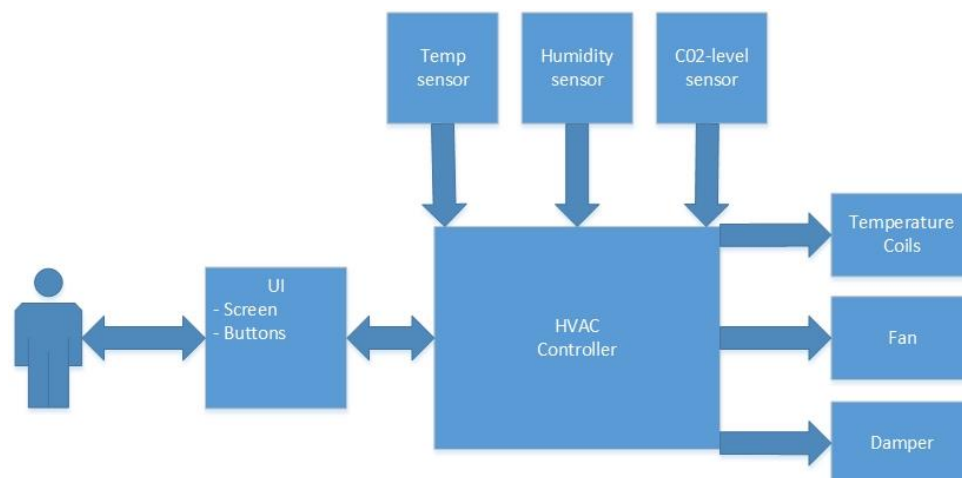 Temp
sensor
Humidity
sensor
C02-level
sensor
Temperature
Coils
UI
- Screen
- Buttons
HVAC
Controller
Fan
Damper